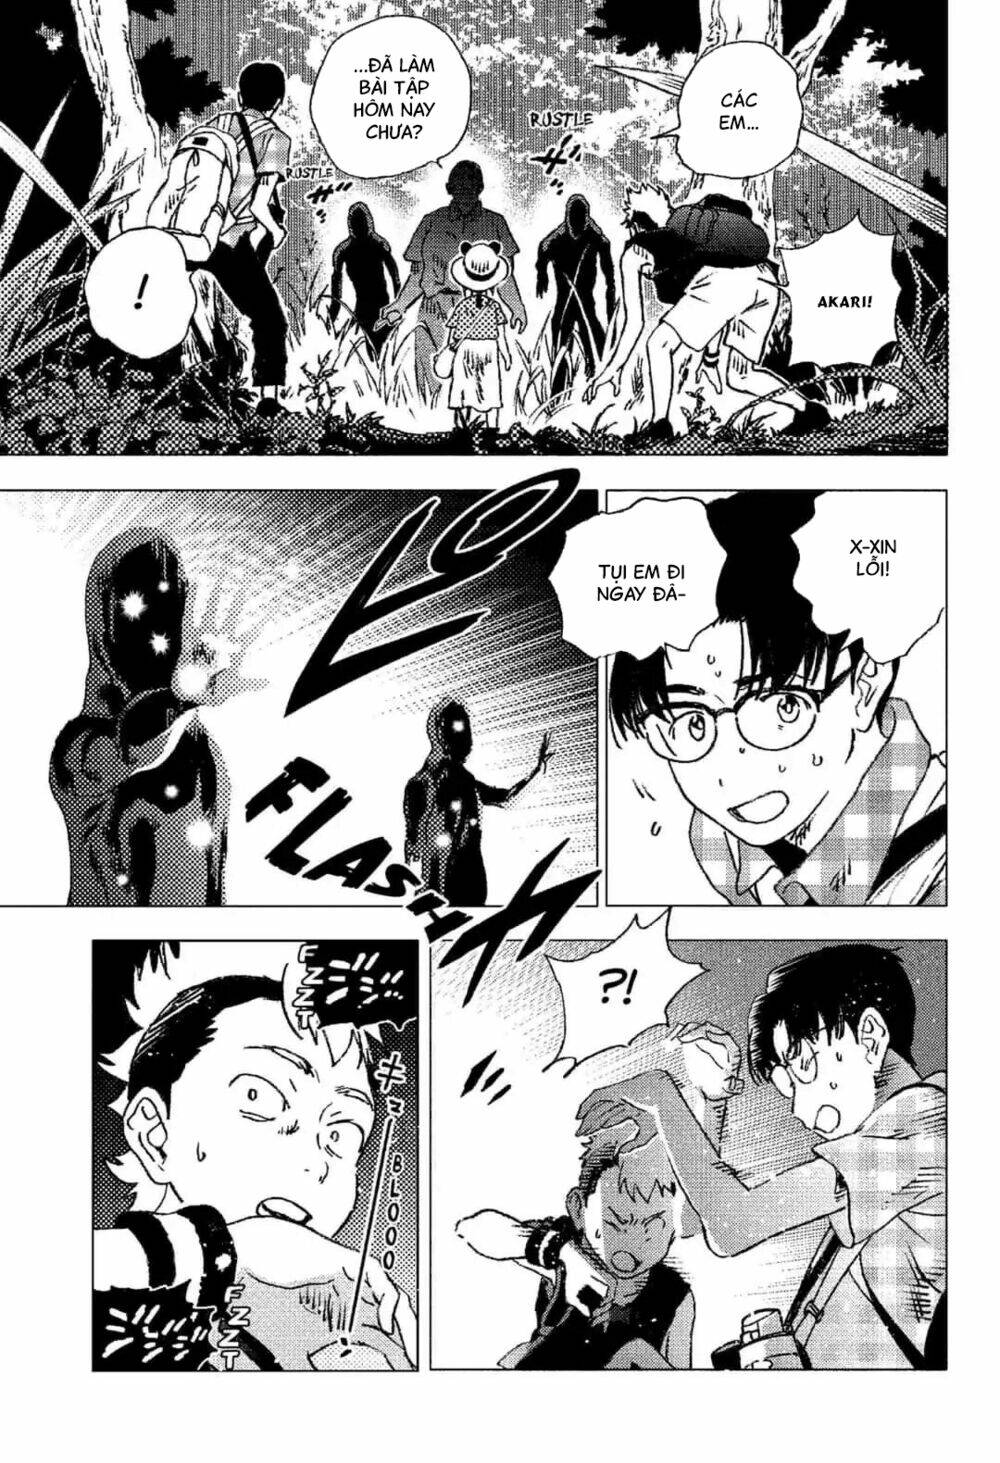 CÁC
EM...
...ĐÃ LÀM
BÀI TẬP
HÔM NAY
CHƯA?
RUSTLE
RUSTLE
AKARI!
!
X-XIN
LỖI!
TỤI EM ĐI
NGAY ĐÂ-
FLASH
?!
FZZT
BLOOO
FZZT